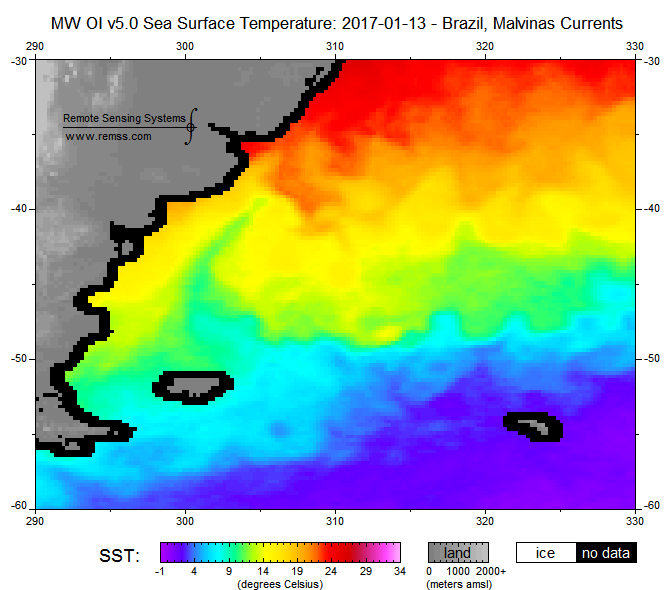 MW OI v5.0 Sea Surface Temperature: 2017-01-13 - Brazil, Malvinas Currents
290 300 310 320 330
-30 -30
Remote Sensing Systems
www.remss.com
-40 -40
-50 -50
-60 -60
290 300 310 320 330
SST: land ice no data
-1 4 9 14 19 24 29 34 0 1000 2000+
(degrees Celsius) (meters amsl)